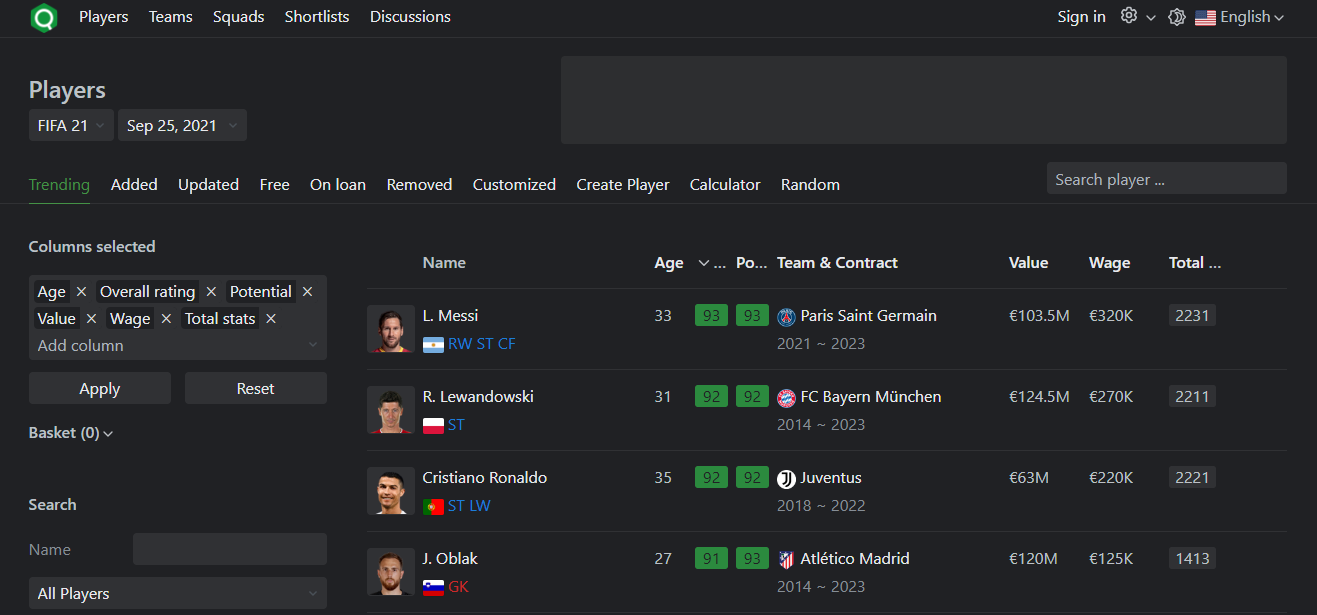 Players Teams Squads Shortlists Discussions Sign in English
Players
FIFA 21 Sep 25, 2021
Trending Added Updated Free On loan Removed Customized Create Player Calculator Random Search player ...
Columns selected
Age × Overall rating × Potential ×
Value × Wage × Total stats ×
Add column
Apply Reset
Basket (0)
Search
Name
All Players
Name Age ... Po... Team & Contract Value Wage Total ...
L. Messi 33 93 93 Paris Saint Germain €103.5M €320K 2231
RW ST CF 2021 ~ 2023
R. Lewandowski 31 92 92 FC Bayern München €124.5M €270K 2211
ST 2014 ~ 2023
Cristiano Ronaldo 35 92 92 Juventus €63M €220K 2221
ST LW 2018 ~ 2022
J. Oblak 27 91 93 Atlético Madrid €120M €125K 1413
GK 2014 ~ 2023